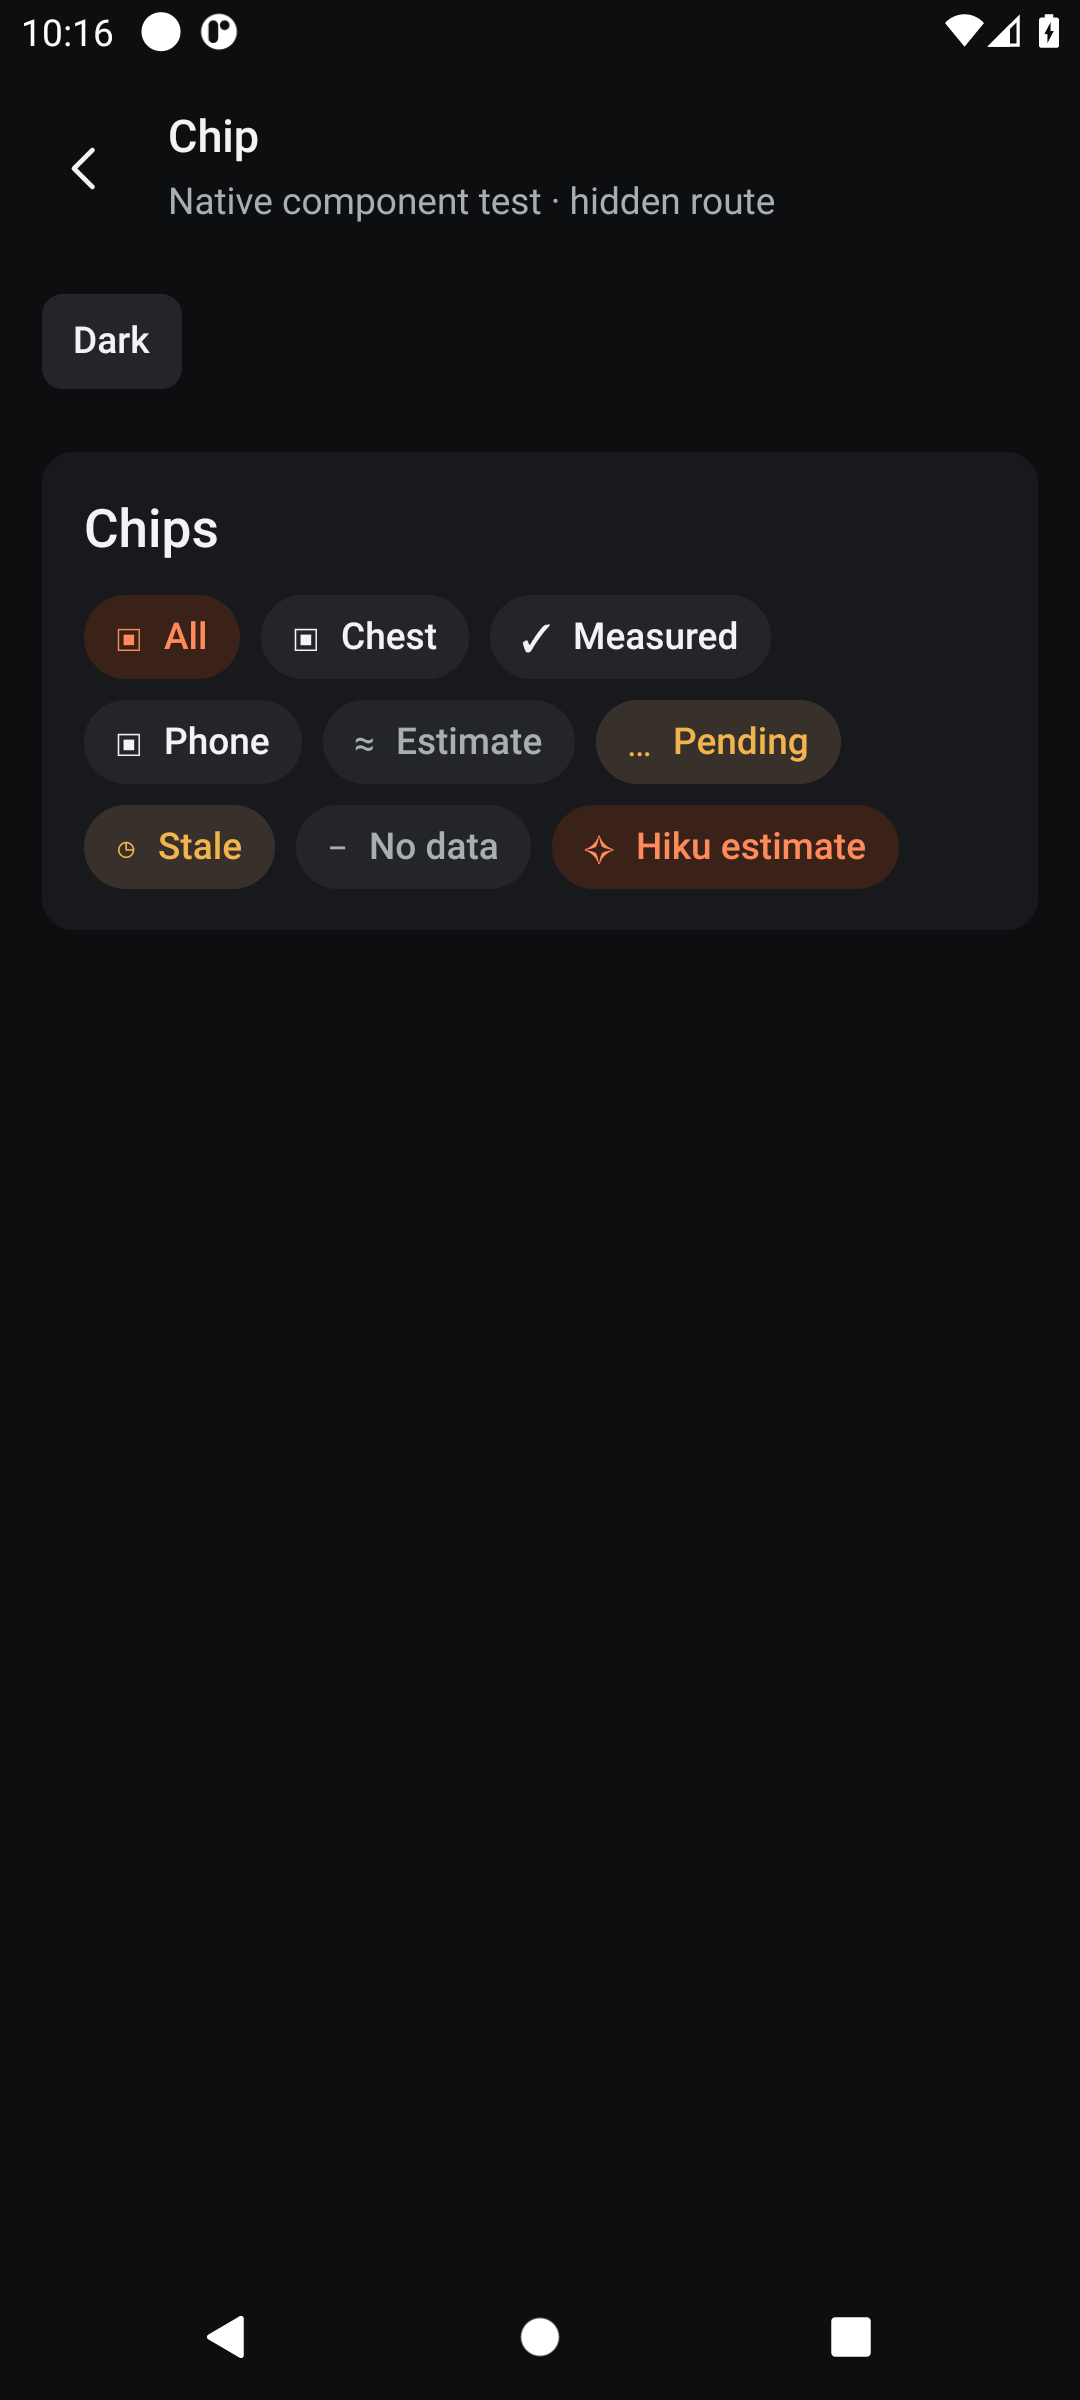 10:16
Chip
Native component test · hidden route
Dark
Chips
▣ All ▣ Chest ✓ Measured
▣ Phone ≈ Estimate … Pending
◷ Stale – No data ✧ Hiku estimate